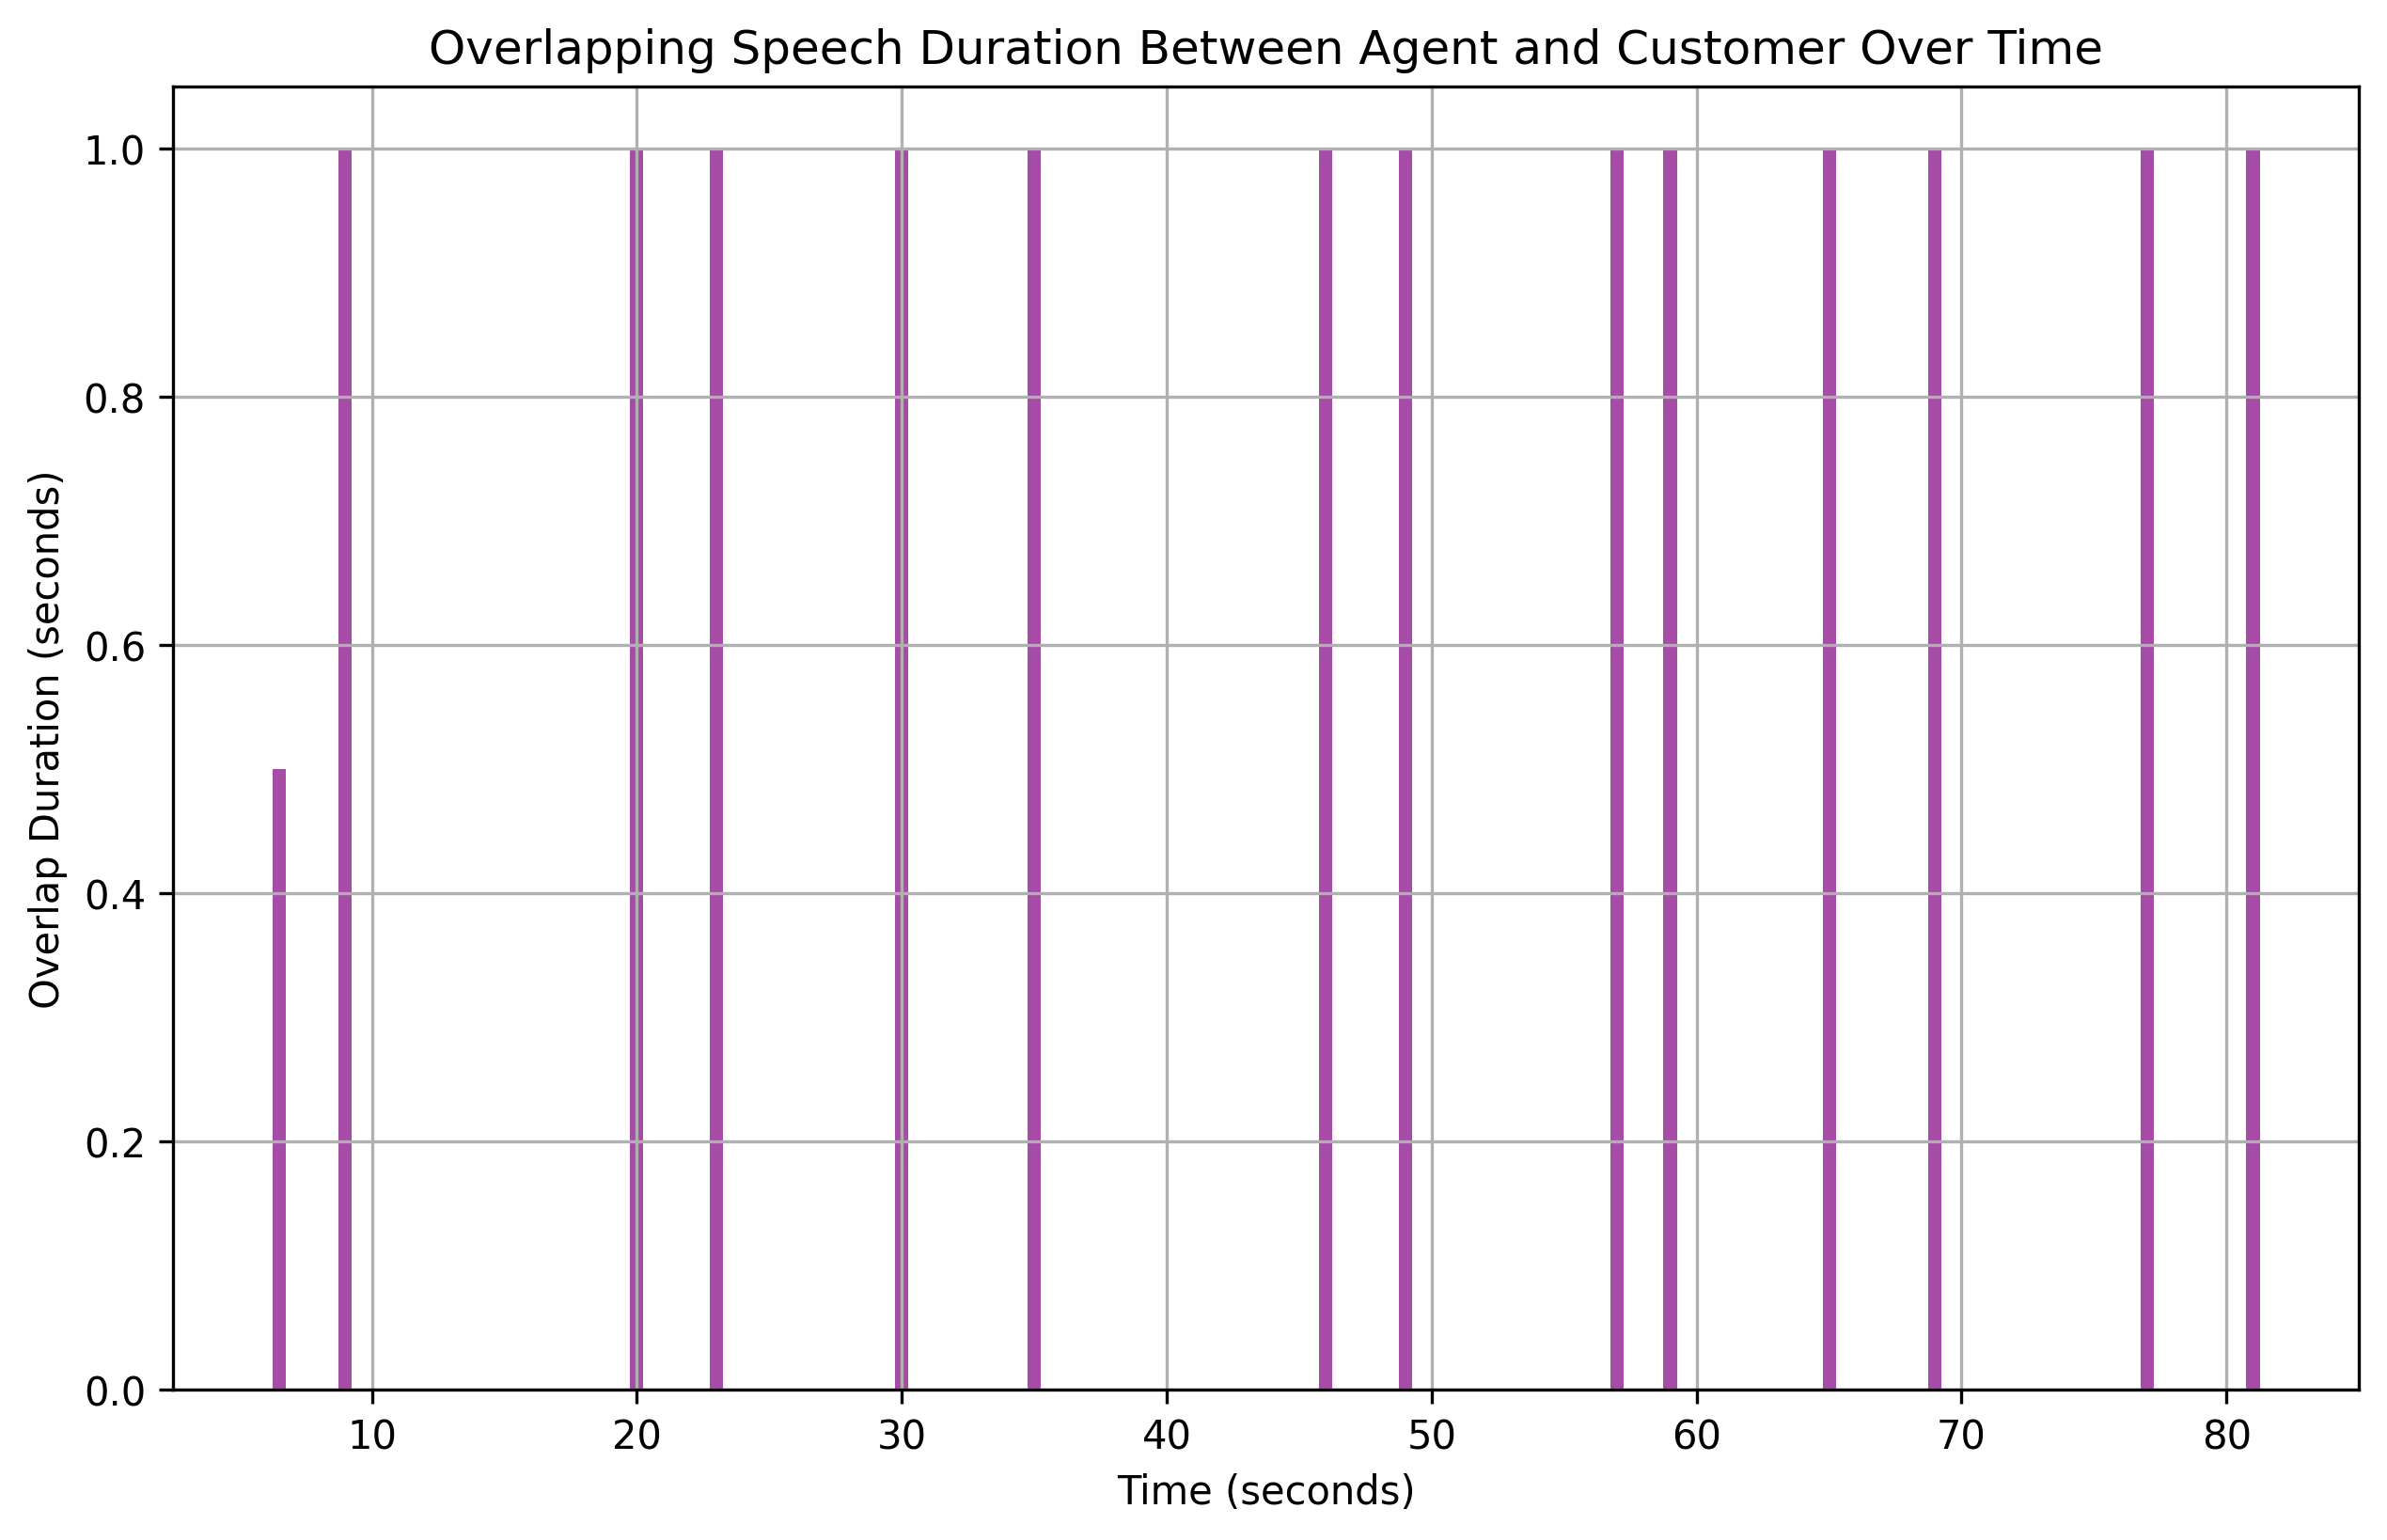 Overlapping Speech Duration Between Agent and Customer Over Time
Overlap Duration (seconds)
1.0
0.8
0.6
0.4
0.2
0.0
10 20 30 40 50 60 70 80
Time (seconds)